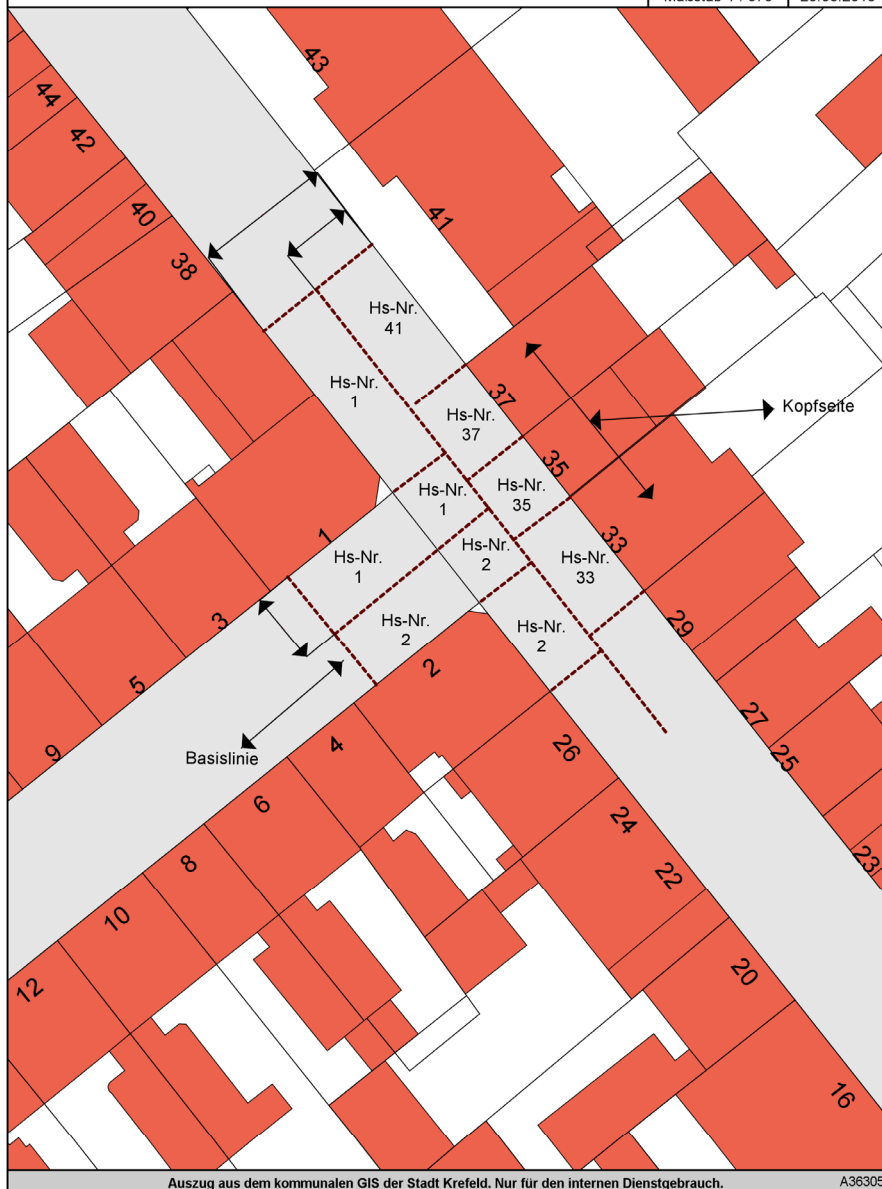 43
44
42
40
41
38
Hs-Nr.
41
Hs-Nr.
1
37
Kopfseite
Hs-Nr.
37
35
Hs-Nr.
1
Hs-Nr.
35
33
1
Hs-Nr.
1
Hs-Nr.
2
Hs-Nr.
33
3
Hs-Nr.
2
Hs-Nr.
2
29
5
2
27
9
Basislinie
4
26
25
6
24
8
22
23
10
20
12
16
Auszug aus dem kommunalen GIS der Stadt Krefeld. Nur für den internen Dienstgebrauch.
A36305